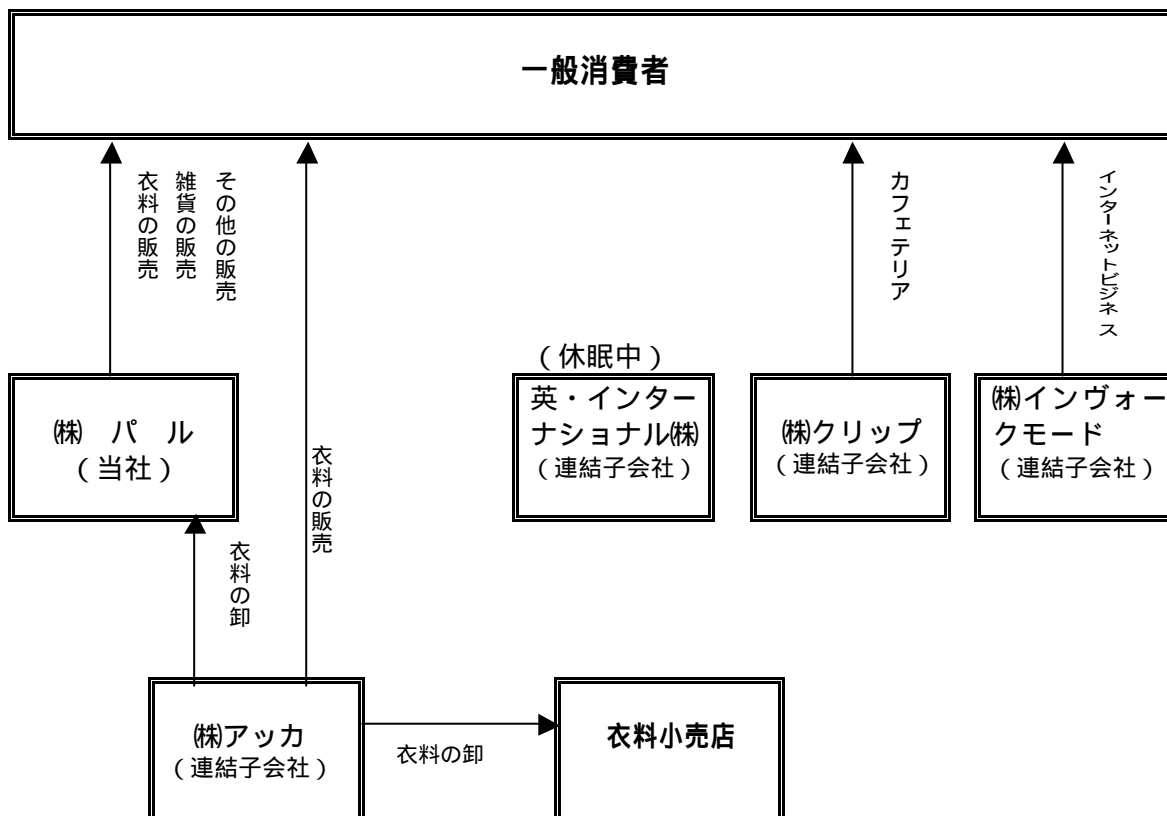 一般消費者
衣料の販売
雑貨の販売
その他の販売
衣料の販売
カフェテリア
インターネットビジネス
㈱　パ　ル
（当社）
（休眠中）
英・インター
ナショナル㈱
（連結子会社）
㈱クリップ
（連結子会社）
㈱インヴォー
クモード
（連結子会社）
衣料の卸
㈱アッカ
（連結子会社）
衣料の卸
衣料小売店